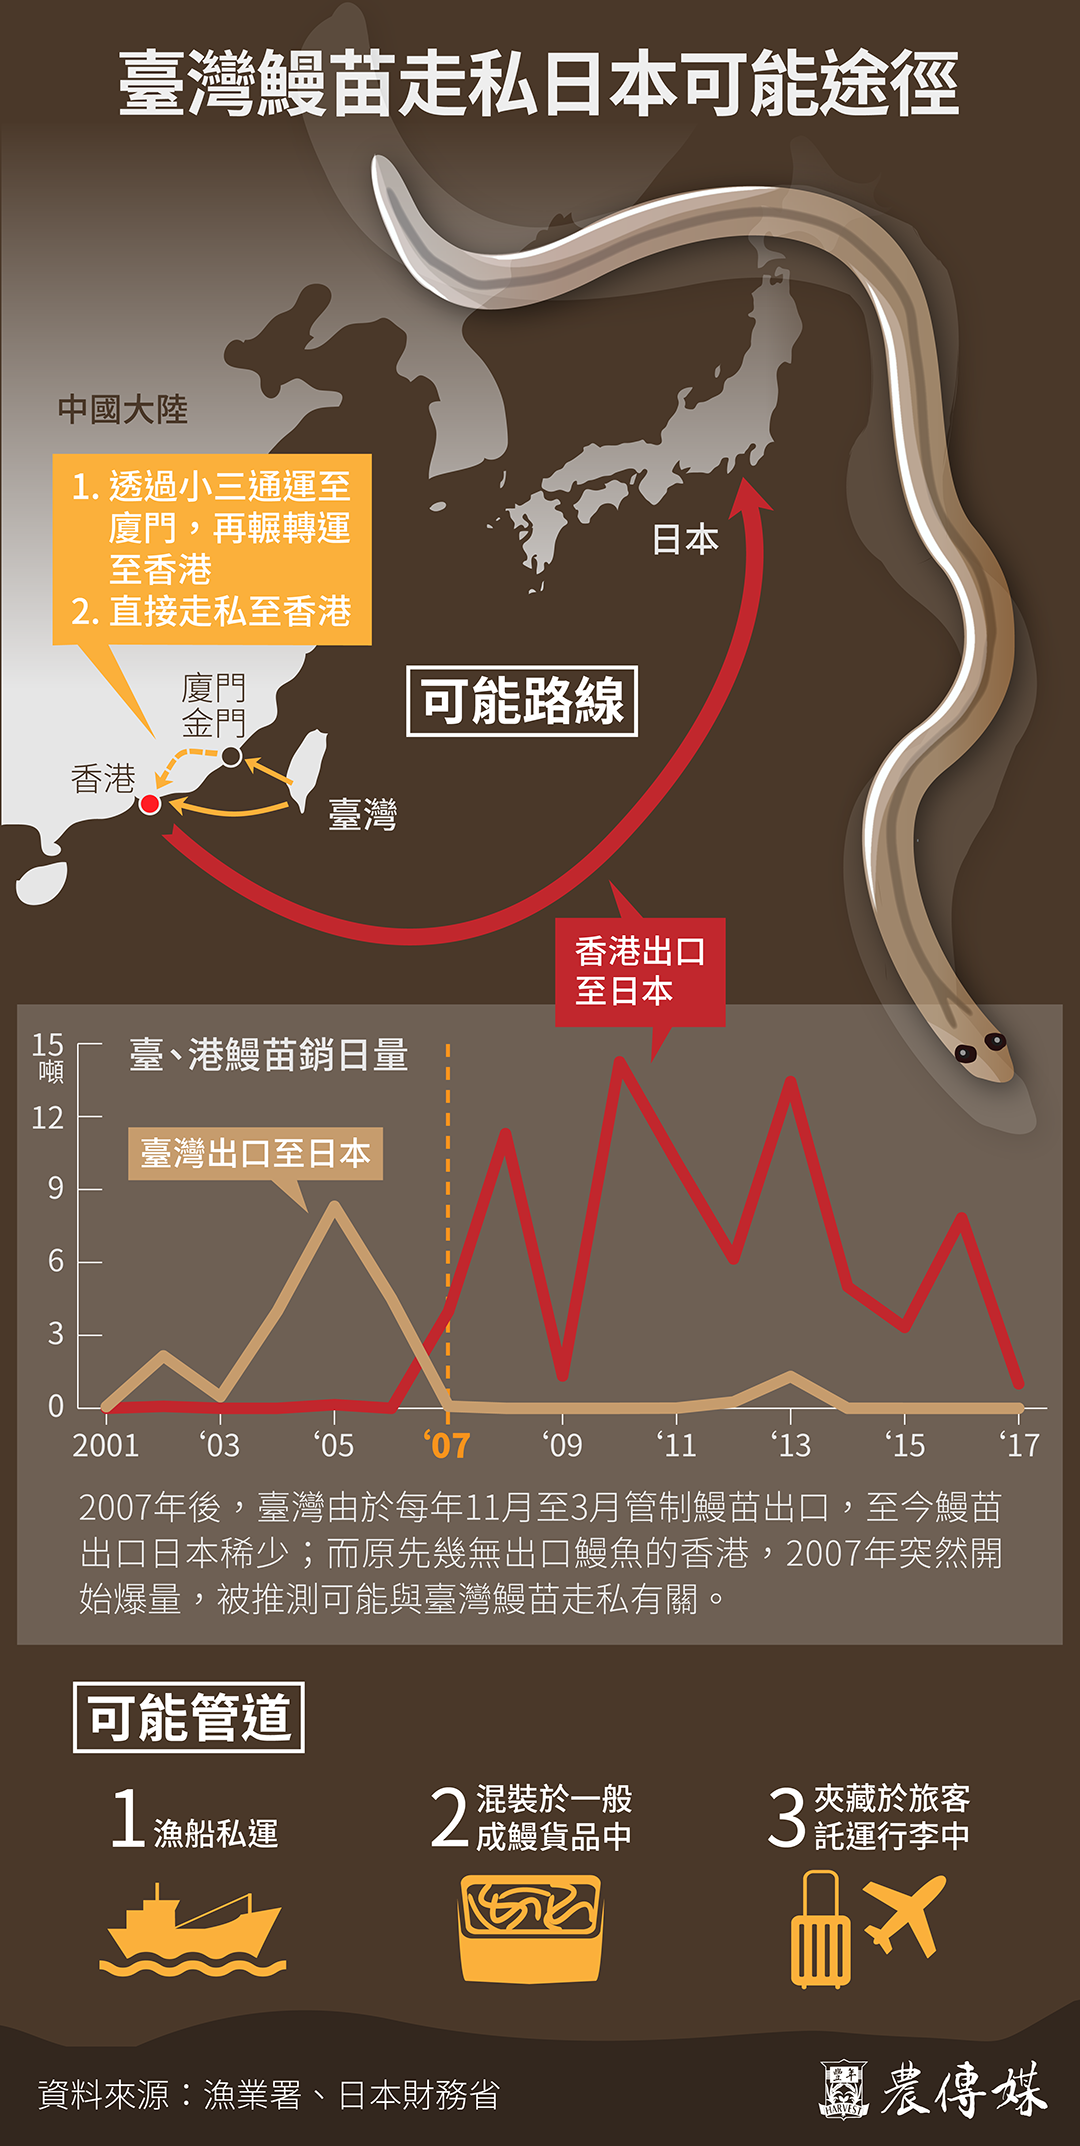 臺灣鰻苗走私日本可能途徑
中國大陸
1. 透過小三通運至
廈門，再輾轉運
至香港
2. 直接走私至香港
日本
可能路線
廈門
金門
香港
臺灣
香港出口
至日本
臺、港鰻苗銷日量
15
噸
12
9
6
3
0
臺灣出口至日本
2001 ‘03 ‘05 ‘07 ‘09 ‘11 ‘13 ‘15 ‘17
2007年後，臺灣由於每年11月至3月管制鰻苗出口，至今鰻苗
出口日本稀少；而原先幾無出口鰻魚的香港，2007年突然開
始爆量，被推測可能與臺灣鰻苗走私有關。
可能管道
1 漁船私運
2 混裝於一般
成鰻貨品中
3 夾藏於旅客
託運行李中
資料來源：漁業署、日本財務省
豐年
HARVEST
農傳媒